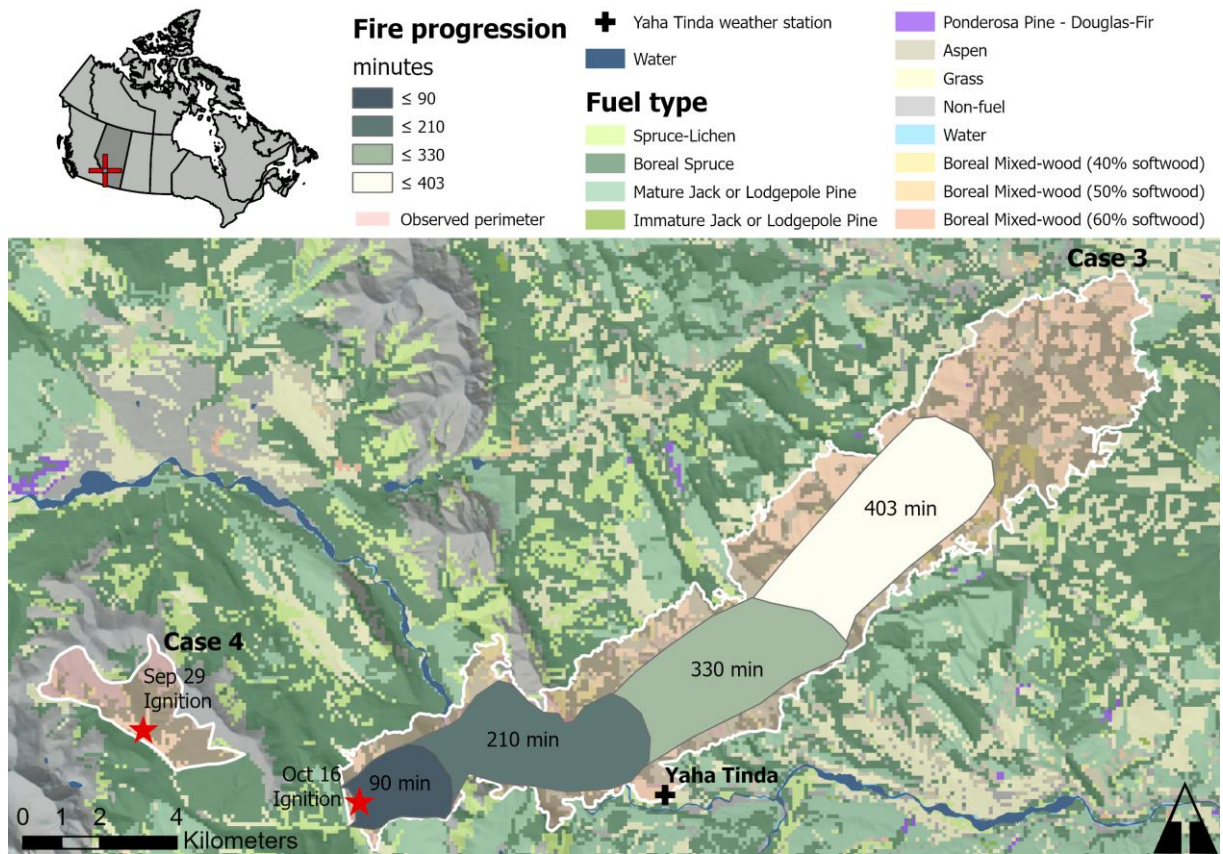 Fire progression
minutes
≤ 90
≤ 210
≤ 330
≤ 403
Observed perimeter
Yaha Tinda weather station
Water
Fuel type
Spruce-Lichen
Boreal Spruce
Mature Jack or Lodgepole Pine
Immature Jack or Lodgepole Pine
Ponderosa Pine - Douglas-Fir
Aspen
Grass
Non-fuel
Water
Boreal Mixed-wood (40% softwood)
Boreal Mixed-wood (50% softwood)
Boreal Mixed-wood (60% softwood)
Case 3
403 min
Case 4
Sep 29
Ignition
330 min
210 min
Oct 16
Ignition
90 min
Yaha Tinda
0 1 2 4
Kilometers